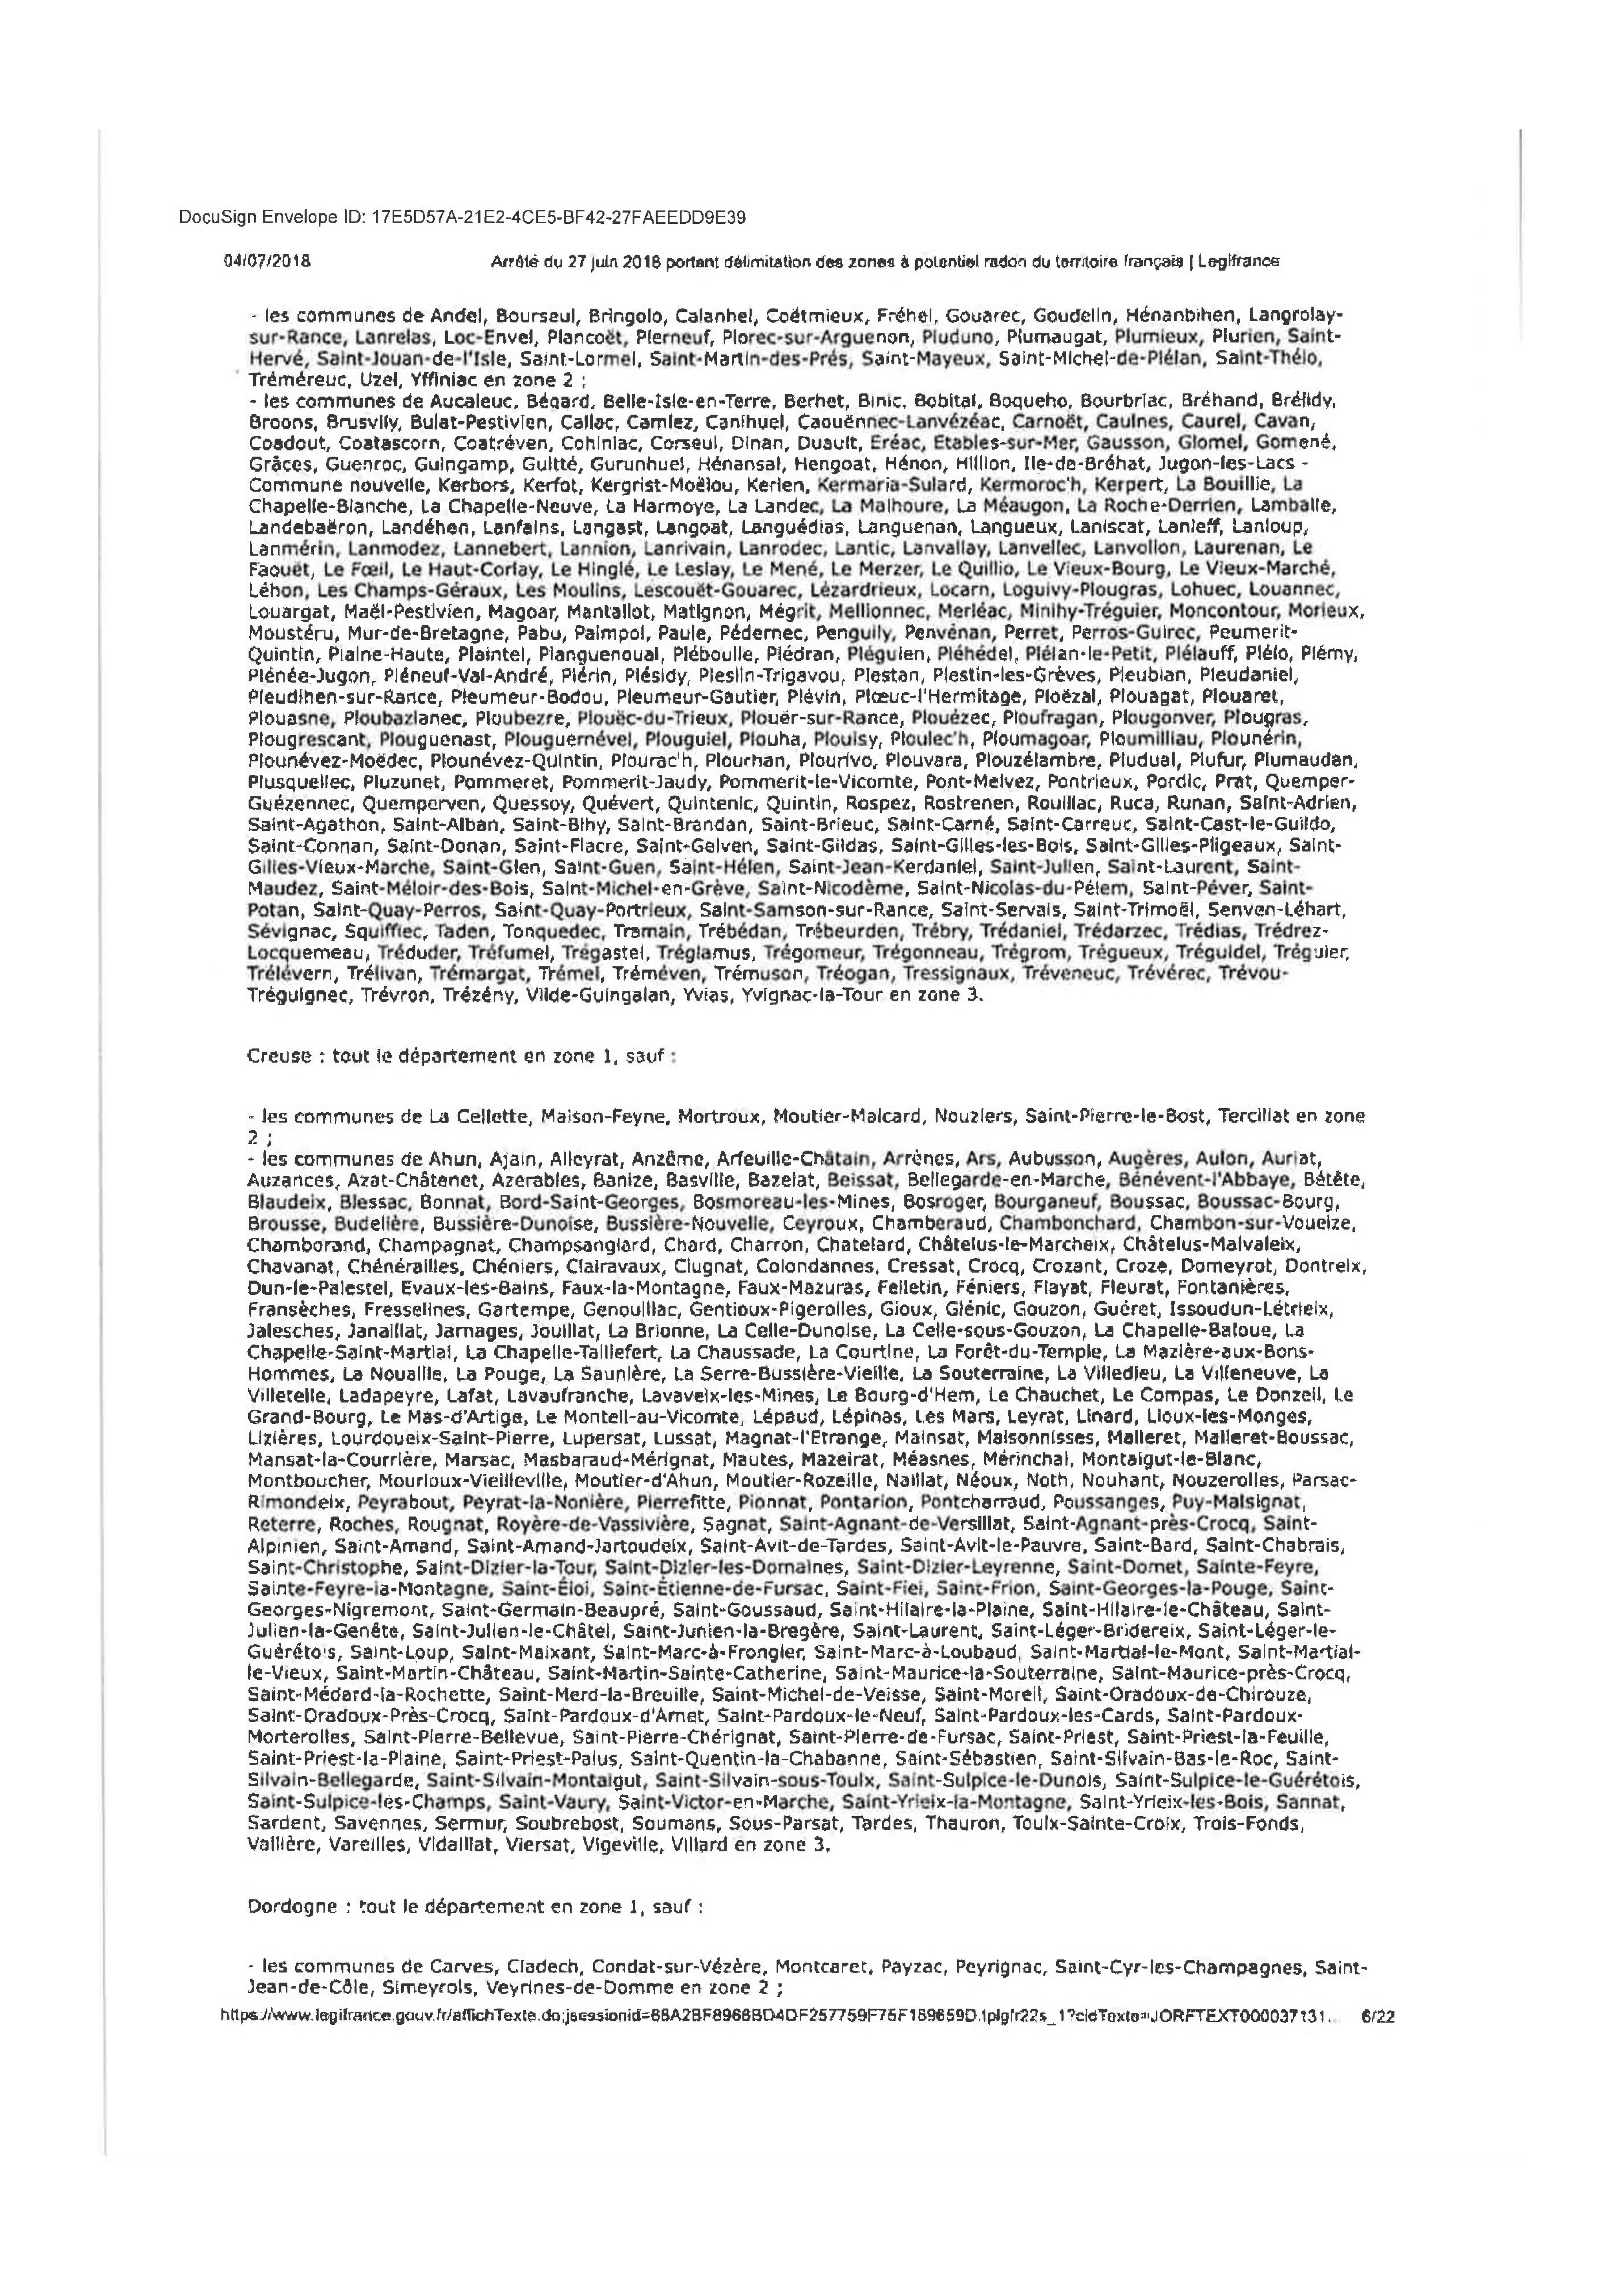 DocuSign Envelope ID: 17E5D57A-21E2-4CE5-BF42-27FAEEDD9E39
04/07/2018 Arrêté du 27 juin 2018 portant délimitation des zones à potentiel radon du territoire français | Legifrance
- les communes de Andel, Bourseul, Bringolo, Calanhel, Coëtmieux, Fréhel, Gouarec, Goudelin, Hénanbihen, Langrolay-
sur-Rance, Lanrelas, Loc-Envel, Plancoët, Plerneuf, Plorec-sur-Arguenon, Pluduno, Plumaugat, Plumieux, Plurien, Saint-
Hervé, Saint-Jouan-de-l'Isle, Saint-Lormel, Saint-Martin-des-Prés, Saint-Mayeux, Saint-Michel-de-Plélan, Saint-Thélo,
Tréméreuc, Uzel, Yffiniac en zone 2 ;
- les communes de Aucaleuc, Bégard, Belle-Isle-en-Terre, Berhet, Binic, Bobital, Boqueho, Bourbriac, Bréhand, Brélidy,
Broons, Brusvily, Bulat-Pestivien, Callac, Camlez, Canihuel, Caouënnec-Lanvézéac, Carnoët, Caulnes, Caurel, Cavan,
Coadout, Coatascorn, Coatréven, Cohiniac, Corseul, Dinan, Duault, Eréac, Etables-sur-Mer, Gausson, Glomel, Gomené,
Grâces, Guenroc, Guingamp, Guitté, Gurunhuel, Hénansal, Hengoat, Hénon, Hillion, Ile-de-Bréhat, Jugon-les-Lacs -
Commune nouvelle, Kerbors, Kerfot, Kergrist-Moëlou, Kerien, Kermaria-Sulard, Kermoroc'h, Kerpert, La Bouillie, La
Chapelle-Blanche, La Chapelle-Neuve, La Harmoye, La Landec, La Malhoure, La Méaugon, La Roche-Derrien, Lamballe,
Landebaëron, Landéhen, Lanfains, Langast, Langoat, Languédias, Languenan, Langueux, Laniscat, Lanleff, Lanloup,
Lanmérin, Lanmodez, Lannebert, Lannion, Lanrivain, Lanrodec, Lantic, Lanvallay, Lanvellec, Lanvollon, Laurenan, Le
Faouët, Le Fœil, Le Haut-Corlay, Le Hinglé, Le Leslay, Le Mené, Le Merzer, Le Quillio, Le Vieux-Bourg, Le Vieux-Marché,
Léhon, Les Champs-Géraux, Les Moulins, Lescouët-Gouarec, Lézardrieux, Locarn, Loguivy-Plougras, Lohuec, Louannec,
Louargat, Maël-Pestivien, Magoar, Mantallot, Matignon, Mégrit, Mellionnec, Merléac, Minihy-Tréguier, Moncontour, Morieux,
Moustéru, Mur-de-Bretagne, Pabu, Paimpol, Paule, Pédernec, Penguily, Penvénan, Perret, Perros-Guirec, Peumerit-
Quintin, Plaine-Haute, Plaintel, Planguenoual, Pléboulle, Plédran, Pléguien, Pléhédel, Plélan-le-Petit, Plélauff, Plélo, Plémy,
Plénée-Jugon, Pléneuf-Val-André, Plérin, Plésidy, Pleslin-Trigavou, Plestan, Plestin-les-Grèves, Pleubian, Pleudaniel,
Pleudihen-sur-Rance, Pleumeur-Bodou, Pleumeur-Gautier, Plévin, Plœuc-l'Hermitage, Ploëzal, Plouagat, Plouaret,
Plouasne, Ploubazlanec, Ploubezre, Plouëc-du-Trieux, Plouër-sur-Rance, Plouézec, Ploufragan, Plougonver, Plougras,
Plougrescant, Plouguenast, Plouguernével, Plouguiel, Plouha, Plouisy, Ploulec'h, Ploumagoar, Ploumilliau, Plounérin,
Plounévez-Moëdec, Plounévez-Quintin, Plourac'h, Plourhan, Plourivo, Plouvara, Plouzélambre, Pludual, Plufur, Plumaudan,
Plusquellec, Pluzunet, Pommeret, Pommerit-Jaudy, Pommerit-le-Vicomte, Pont-Melvez, Pontrieux, Pordic, Prat, Quemper-
Guézennec, Quemperven, Quessoy, Quévert, Quintenic, Quintin, Rospez, Rostrenen, Rouillac, Ruca, Runan, Saint-Adrien,
Saint-Agathon, Saint-Alban, Saint-Bihy, Saint-Brandan, Saint-Brieuc, Saint-Carné, Saint-Carreuc, Saint-Cast-le-Guildo,
Saint-Connan, Saint-Donan, Saint-Fiacre, Saint-Gelven, Saint-Gildas, Saint-Gilles-les-Bois, Saint-Gilles-Pligeaux, Saint-
Gilles-Vieux-Marche, Saint-Glen, Saint-Guen, Saint-Hélen, Saint-Jean-Kerdaniel, Saint-Julien, Saint-Laurent, Saint-
Maudez, Saint-Méloir-des-Bois, Saint-Michel-en-Grève, Saint-Nicodème, Saint-Nicolas-du-Pélem, Saint-Péver, Saint-
Potan, Saint-Quay-Perros, Saint-Quay-Portrieux, Saint-Samson-sur-Rance, Saint-Servais, Saint-Trimoël, Senven-Léhart,
Sévignac, Squiffiec, Taden, Tonquedec, Tramain, Trébédan, Trébeurden, Trébry, Trédaniel, Trédarzec, Trédias, Trédrez-
Locquemeau, Tréduder, Tréfumel, Trégastel, Tréglamus, Trégomeur, Trégonneau, Trégrom, Trégueux, Tréguidel, Tréguier,
Trélévern, Trélivan, Trémargat, Trémel, Tréméven, Trémuson, Tréogan, Tressignaux, Tréveneuc, Trévérec, Trévou-
Tréguignec, Trévron, Trézény, Vilde-Guingalan, Yvias, Yvignac-la-Tour en zone 3.
Creuse : tout le département en zone 1, sauf :
- les communes de La Cellette, Maison-Feyne, Mortroux, Moutier-Malcard, Nouziers, Saint-Pierre-le-Bost, Tercillat en zone
2 ;
- les communes de Ahun, Ajain, Alleyrat, Anzême, Arfeuille-Châtain, Arrênes, Ars, Aubusson, Augères, Aulon, Auriat,
Auzances, Azat-Châtenet, Azerables, Banize, Basville, Bazelat, Beissat, Bellegarde-en-Marche, Bénévent-l'Abbaye, Bétête,
Blaudeix, Blessac, Bonnat, Bord-Saint-Georges, Bosmoreau-les-Mines, Bosroger, Bourganeuf, Boussac, Boussac-Bourg,
Brousse, Budelière, Bussière-Dunoise, Bussière-Nouvelle, Ceyroux, Chamberaud, Chambonchard, Chambon-sur-Voueize,
Chamborand, Champagnat, Champsanglard, Chard, Charron, Chatelard, Châtelus-le-Marcheix, Châtelus-Malvaleix,
Chavanat, Chénérailles, Chéniers, Clairavaux, Clugnat, Colondannes, Cressat, Crocq, Crozant, Croze, Domeyrot, Dontreix,
Dun-le-Palestel, Evaux-les-Bains, Faux-la-Montagne, Faux-Mazuras, Felletin, Féniers, Flayat, Fleurat, Fontanières,
Fransèches, Fresselines, Gartempe, Genouillac, Gentioux-Pigerolles, Gioux, Glénic, Gouzon, Guéret, Issoudun-Létrieix,
Jalesches, Janaillat, Jarnages, Jouillat, La Brionne, La Celle-Dunoise, La Celle-sous-Gouzon, La Chapelle-Baloue, La
Chapelle-Saint-Martial, La Chapelle-Taillefert, La Chaussade, La Courtine, La Forêt-du-Temple, La Mazière-aux-Bons-
Hommes, La Nouaille, La Pouge, La Saunière, La Serre-Bussière-Vieille, La Souterraine, La Villedieu, La Villeneuve, La
Villetelle, Ladapeyre, Lafat, Lavaufranche, Lavaveix-les-Mines, Le Bourg-d'Hem, Le Chauchet, Le Compas, Le Donzeil, Le
Grand-Bourg, Le Mas-d'Artige, Le Monteil-au-Vicomte, Lépaud, Lépinas, Les Mars, Leyrat, Linard, Lioux-les-Monges,
Lizières, Lourdoueix-Saint-Pierre, Lupersat, Lussat, Magnat-l'Etrange, Mainsat, Maisonnisses, Malleret, Malleret-Boussac,
Mansat-la-Courrière, Marsac, Masbaraud-Mérignat, Mautes, Mazeirat, Méasnes, Mérinchal, Montaigut-le-Blanc,
Montboucher, Mourioux-Vieilleville, Moutier-d'Ahun, Moutier-Rozeille, Naillat, Néoux, Noth, Nouhant, Nouzerolles, Parsac-
Rimondeix, Peyrabout, Peyrat-la-Nonière, Pierrefitte, Pionnat, Pontarion, Pontcharraud, Poussanges, Puy-Malsignat,
Reterre, Roches, Rougnat, Royère-de-Vassivière, Sagnat, Saint-Agnant-de-Versillat, Saint-Agnant-près-Crocq, Saint-
Alpinien, Saint-Amand, Saint-Amand-Jartoudeix, Saint-Avit-de-Tardes, Saint-Avit-le-Pauvre, Saint-Bard, Saint-Chabrais,
Saint-Christophe, Saint-Dizier-la-Tour, Saint-Dizier-les-Domaines, Saint-Dizier-Leyrenne, Saint-Domet, Sainte-Feyre,
Sainte-Feyre-la-Montagne, Saint-Éloi, Saint-Étienne-de-Fursac, Saint-Fiel, Saint-Frion, Saint-Georges-la-Pouge, Saint-
Georges-Nigremont, Saint-Germain-Beaupré, Saint-Goussaud, Saint-Hilaire-la-Plaine, Saint-Hilaire-le-Château, Saint-
Julien-la-Genête, Saint-Julien-le-Châtel, Saint-Junien-la-Bregère, Saint-Laurent, Saint-Léger-Bridereix, Saint-Léger-le-
Guérétois, Saint-Loup, Saint-Maixant, Saint-Marc-à-Frongier, Saint-Marc-à-Loubaud, Saint-Martial-le-Mont, Saint-Martial-
le-Vieux, Saint-Martin-Château, Saint-Martin-Sainte-Catherine, Saint-Maurice-la-Souterraine, Saint-Maurice-près-Crocq,
Saint-Médard-la-Rochette, Saint-Merd-la-Breuille, Saint-Michel-de-Veisse, Saint-Moreil, Saint-Oradoux-de-Chirouze,
Saint-Oradoux-Près-Crocq, Saint-Pardoux-d'Arnet, Saint-Pardoux-le-Neuf, Saint-Pardoux-les-Cards, Saint-Pardoux-
Morterolles, Saint-Pierre-Bellevue, Saint-Pierre-Chérignat, Saint-Pierre-de-Fursac, Saint-Priest, Saint-Priest-la-Feuille,
Saint-Priest-la-Plaine, Saint-Priest-Palus, Saint-Quentin-la-Chabanne, Saint-Sébastien, Saint-Silvain-Bas-le-Roc, Saint-
Silvain-Bellegarde, Saint-Silvain-Montaigut, Saint-Silvain-sous-Toulx, Saint-Sulpice-le-Dunois, Saint-Sulpice-le-Guérétois,
Saint-Sulpice-les-Champs, Saint-Vaury, Saint-Victor-en-Marche, Saint-Yrieix-la-Montagne, Saint-Yrieix-les-Bois, Sannat,
Sardent, Savennes, Sermur, Soubrebost, Soumans, Sous-Parsat, Tardes, Thauron, Toulx-Sainte-Croix, Trois-Fonds,
Vallière, Vareilles, Vidaillat, Viersat, Vigeville, Villard en zone 3.
Dordogne : tout le département en zone 1, sauf :
- les communes de Carves, Cladech, Condat-sur-Vézère, Montcaret, Payzac, Peyrignac, Saint-Cyr-les-Champagnes, Saint-
Jean-de-Côle, Simeyrols, Veyrines-de-Domme en zone 2 ;
https://www.legifrance.gouv.fr/affichTexte.do;jsessionid=68A2BF8966BD4DF257759F75F169659D.tplgfr22s_1?cidTexte=JORFTEXT000037131... 6/22